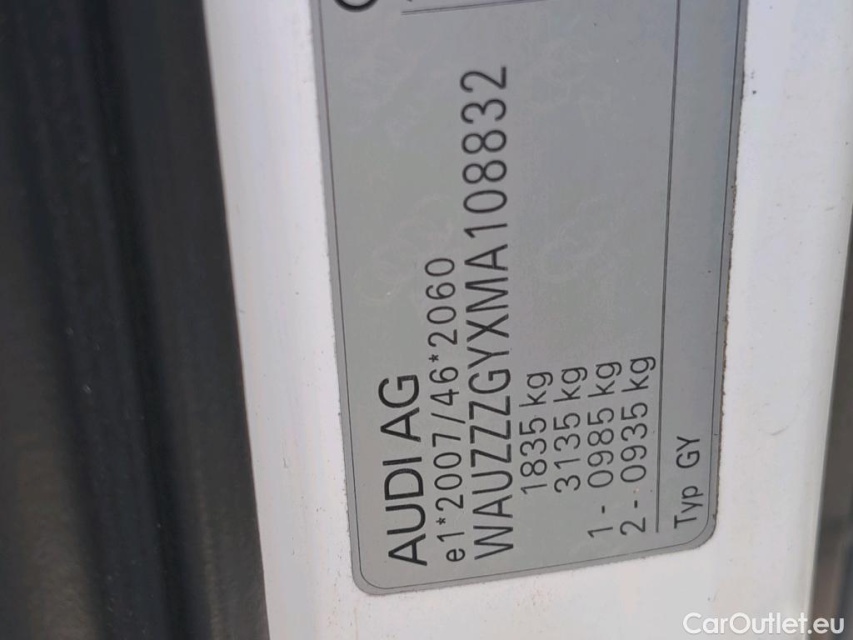 AUDI AG
e1*2007/46*2060
WAUZZZGYXMA108832
1835 kg
3135 kg
1- 0985 kg
2- 0935 kg
Typ GY
CarOutlet.eu